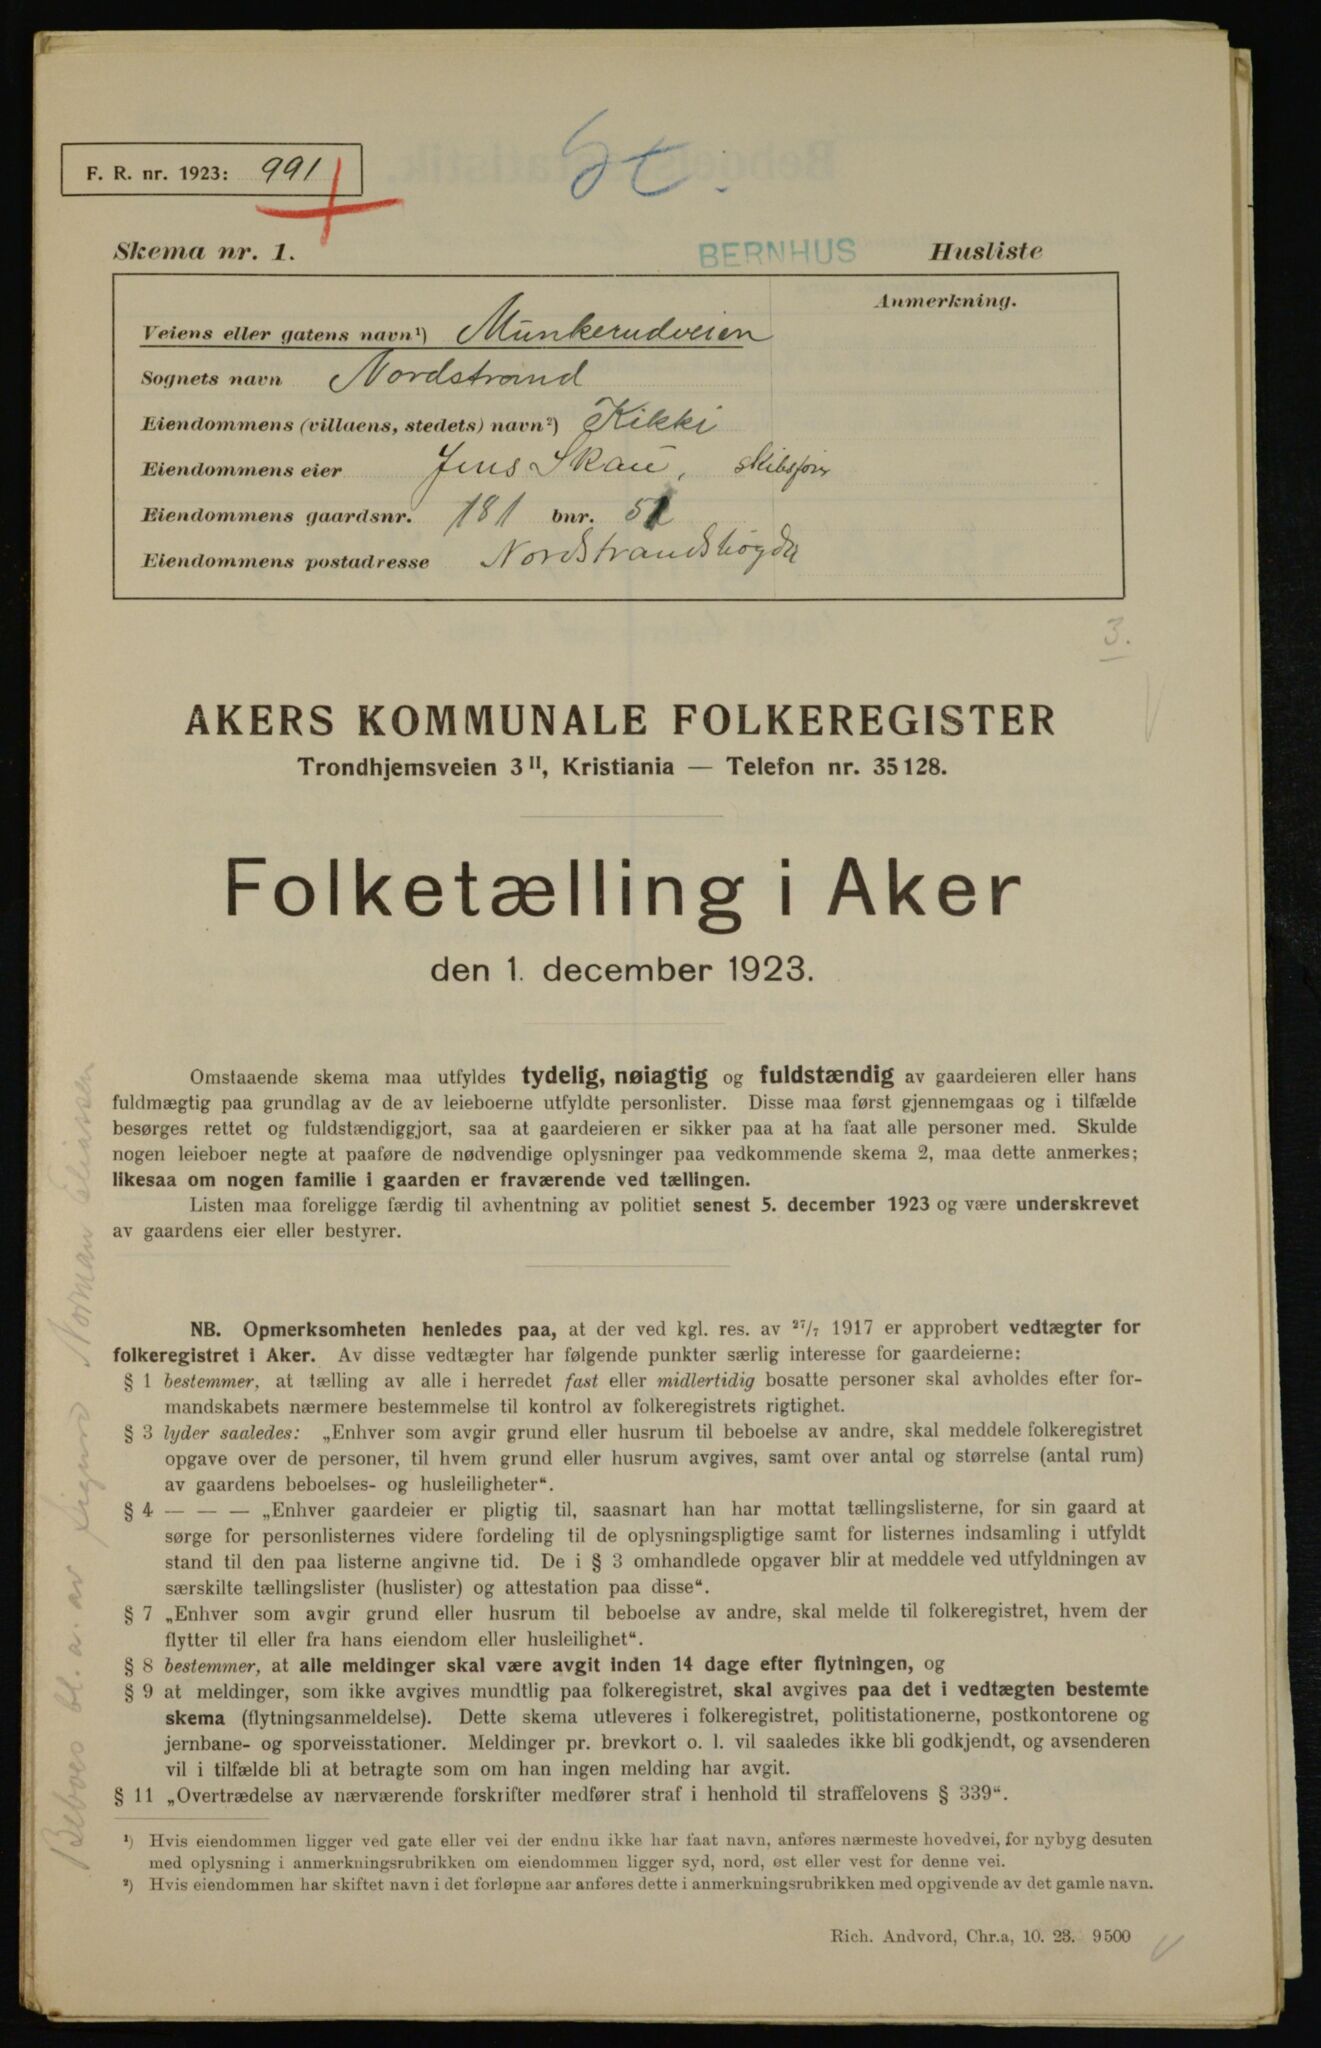 F. R. nr. 1923: 991
St.
Skema nr. 1.
BERNHUS
Husliste
Anmerkning.
Veiens eller gatens navn¹) Munkerudveien
Sognets navn Nordstrand
Eiendommens (villaens, stedets) navn²) Kikki
Eiendommens eier Jens Skau, skibsfører
Eiendommens gaardsnr. 181 bnr. 51
Eiendommens postadresse Nordstrandshøgda
3.
AKERS KOMMUNALE FOLKEREGISTER
Trondhjemsveien 3 II, Kristiania — Telefon nr. 35 128.
Folketælling i Aker
den 1. december 1923.
Omstaaende skema maa utfyldes tydelig, nøiagtig og fuldstændig av gaardeieren eller hans
fuldmægtig paa grundlag av de av leieboerne utfyldte personlister. Disse maa først gjennemgaas og i tilfælde
besørges rettet og fuldstændiggjort, saa at gaardeieren er sikker paa at ha faat alle personer med. Skulde
nogen leieboer negte at paaføre de nødvendige oplysninger paa vedkommende skema 2, maa dette anmerkes;
likesaa om nogen familie i gaarden er fraværende ved tællingen.
Listen maa foreligge færdig til avhentning av politiet senest 5. december 1923 og være underskrevet
av gaardens eier eller bestyrer.
NB. Opmerksomheten henledes paa, at der ved kgl. res. av 27/7 1917 er approbert vedtægter for
folkeregistret i Aker. Av disse vedtægter har følgende punkter særlig interesse for gaardeierne:
§ 1 bestemmer, at tælling av alle i herredet fast eller midlertidig bosatte personer skal avholdes efter for-
mandskabets nærmere bestemmelse til kontrol av folkeregistrets rigtighet.
§ 3 lyder saaledes: „Enhver som avgir grund eller husrum til beboelse av andre, skal meddele folkeregistret
opgave over de personer, til hvem grund eller husrum avgives, samt over antal og størrelse (antal rum)
av gaardens beboelses- og husleiligheter“.
§ 4 — — — „Enhver gaardeier er pligtig til, saasnart han har mottat tællingslisterne, for sin gaard at
sørge for personlisternes videre fordeling til de oplysningspligtige samt for listernes indsamling i utfyldt
stand til den paa listerne angivne tid. De i § 3 omhandlede opgaver blir at meddele ved utfyldningen av
særskilte tællingslister (huslister) og attestation paa disse“.
§ 7 „Enhver som avgir grund eller husrum til beboelse av andre, skal melde til folkeregistret, hvem der
flytter til eller fra hans eiendom eller husleilighet“.
§ 8 bestemmer, at alle meldinger skal være avgit inden 14 dage efter flytningen, og
§ 9 at meldinger, som ikke avgives mundtlig paa folkeregistret, skal avgives paa det i vedtægten bestemte
skema (flytningsanmeldelse). Dette skema utleveres i folkeregistret, politistationerne, postkontorene og
jernbane- og sporveisstationer. Meldinger pr. brevkort o. l. vil saaledes ikke bli godkjendt, og avsenderen
vil i tilfælde bli at betragte som om han ingen melding har avgit.
§ 11 „Overtrædelse av nærværende forskrifter medfører straf i henhold til straffelovens § 339“.
¹) Hvis eiendommen ligger ved gate eller vei der endnu ikke har faat navn, anføres nærmeste hovedvei, for nybyg desuten
med oplysning i anmerkningsrubrikken om eiendommen ligger syd, nord, øst eller vest for denne vei.
²) Hvis eiendommen har skiftet navn i det forløpne aar anføres dette i anmerkningsrubrikken med opgivende av det gamle navn.
Rich. Andvord, Chr.a, 10. 23. 9500
Beboes bl. a. av Sigurd Norman Eliassen